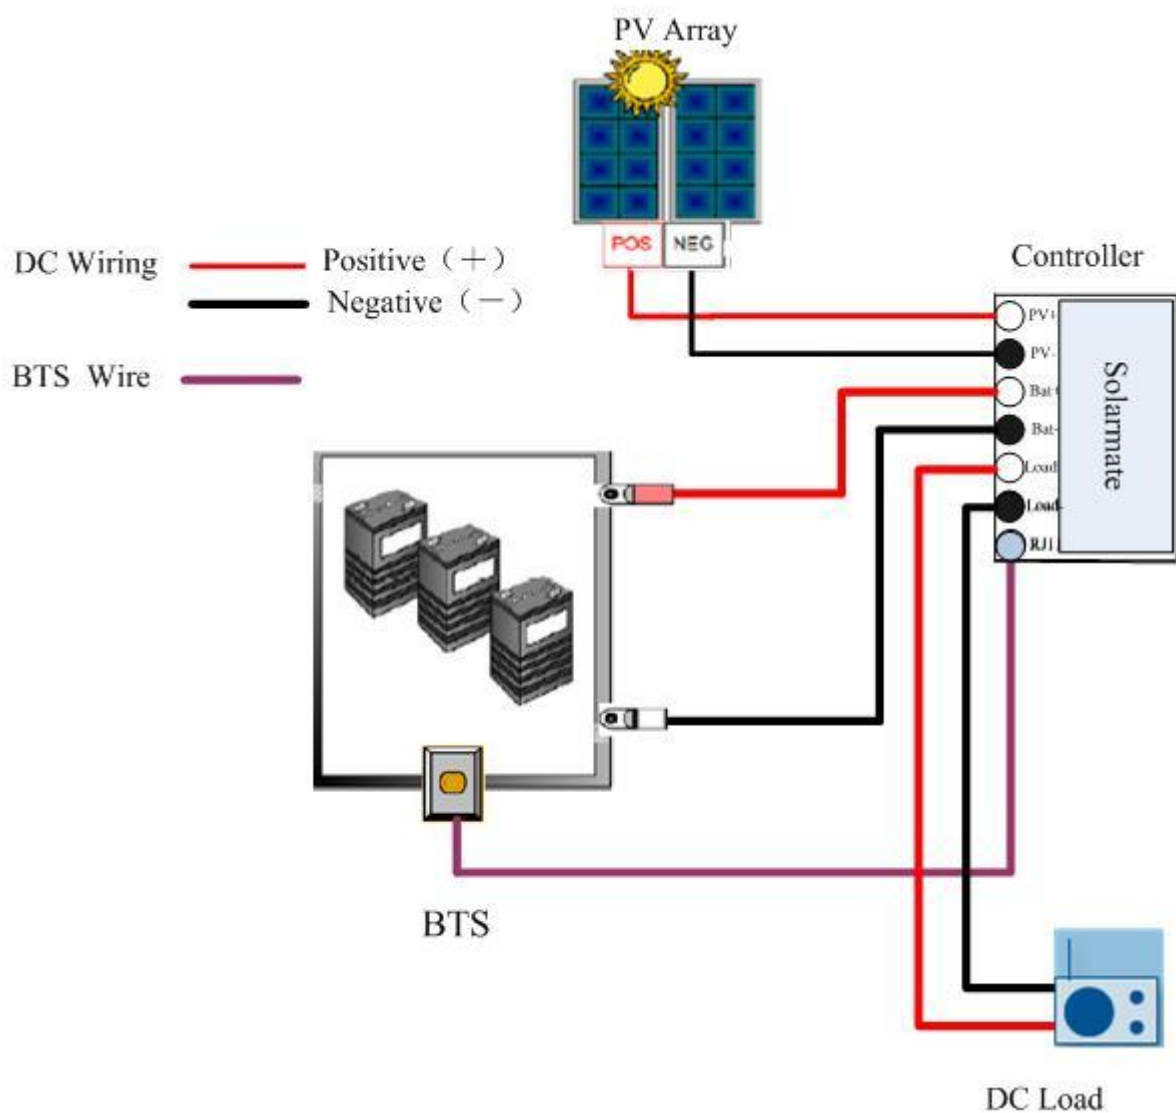 PV Array
POS NEG
DC Wiring Positive（＋）
Negative（－）
BTS Wire
Controller
PV+
PV-
Bat+
Bat-
Load
Load-
RJ1
Solarmate
BTS
DC Load